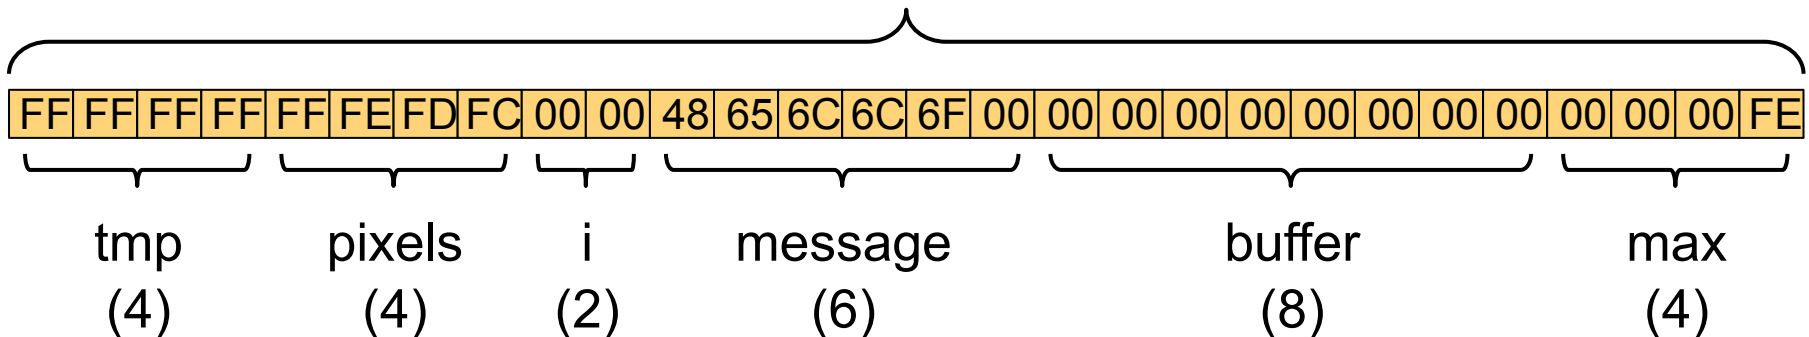 FF FF FF FF FF FE FD FC 00 00 48 65 6C 6C 6F 00 00 00 00 00 00 00 00 00 00 00 00 FE
tmp pixels i message buffer max
(4) (4) (2) (6) (8) (4)